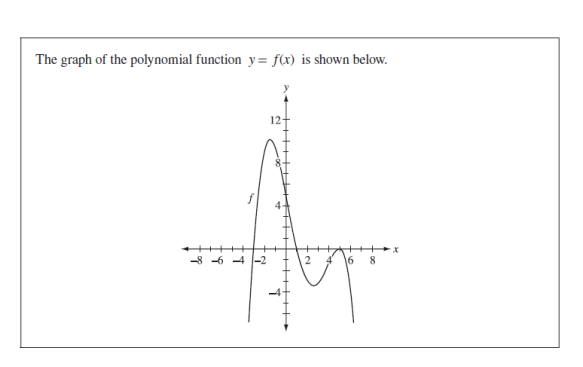 The graph of the polynomial function y = f(x) is shown below.
y
12
8
f
4
x
–8 –6 –4 –2 2 4 6 8
–4